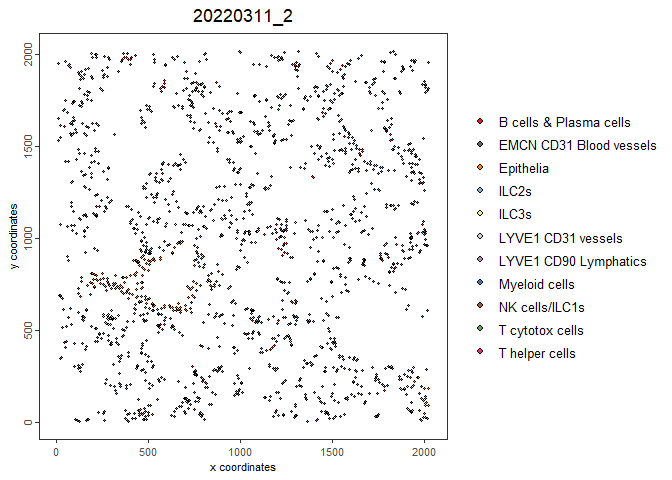 20220311_2
2000
1500
1000
500
0
y coordinates
0 500 1000 1500 2000
x coordinates
B cells & Plasma cells
EMCN CD31 Blood vessels
Epithelia
ILC2s
ILC3s
LYVE1 CD31 vessels
LYVE1 CD90 Lymphatics
Myeloid cells
NK cells/ILC1s
T cytotox cells
T helper cells